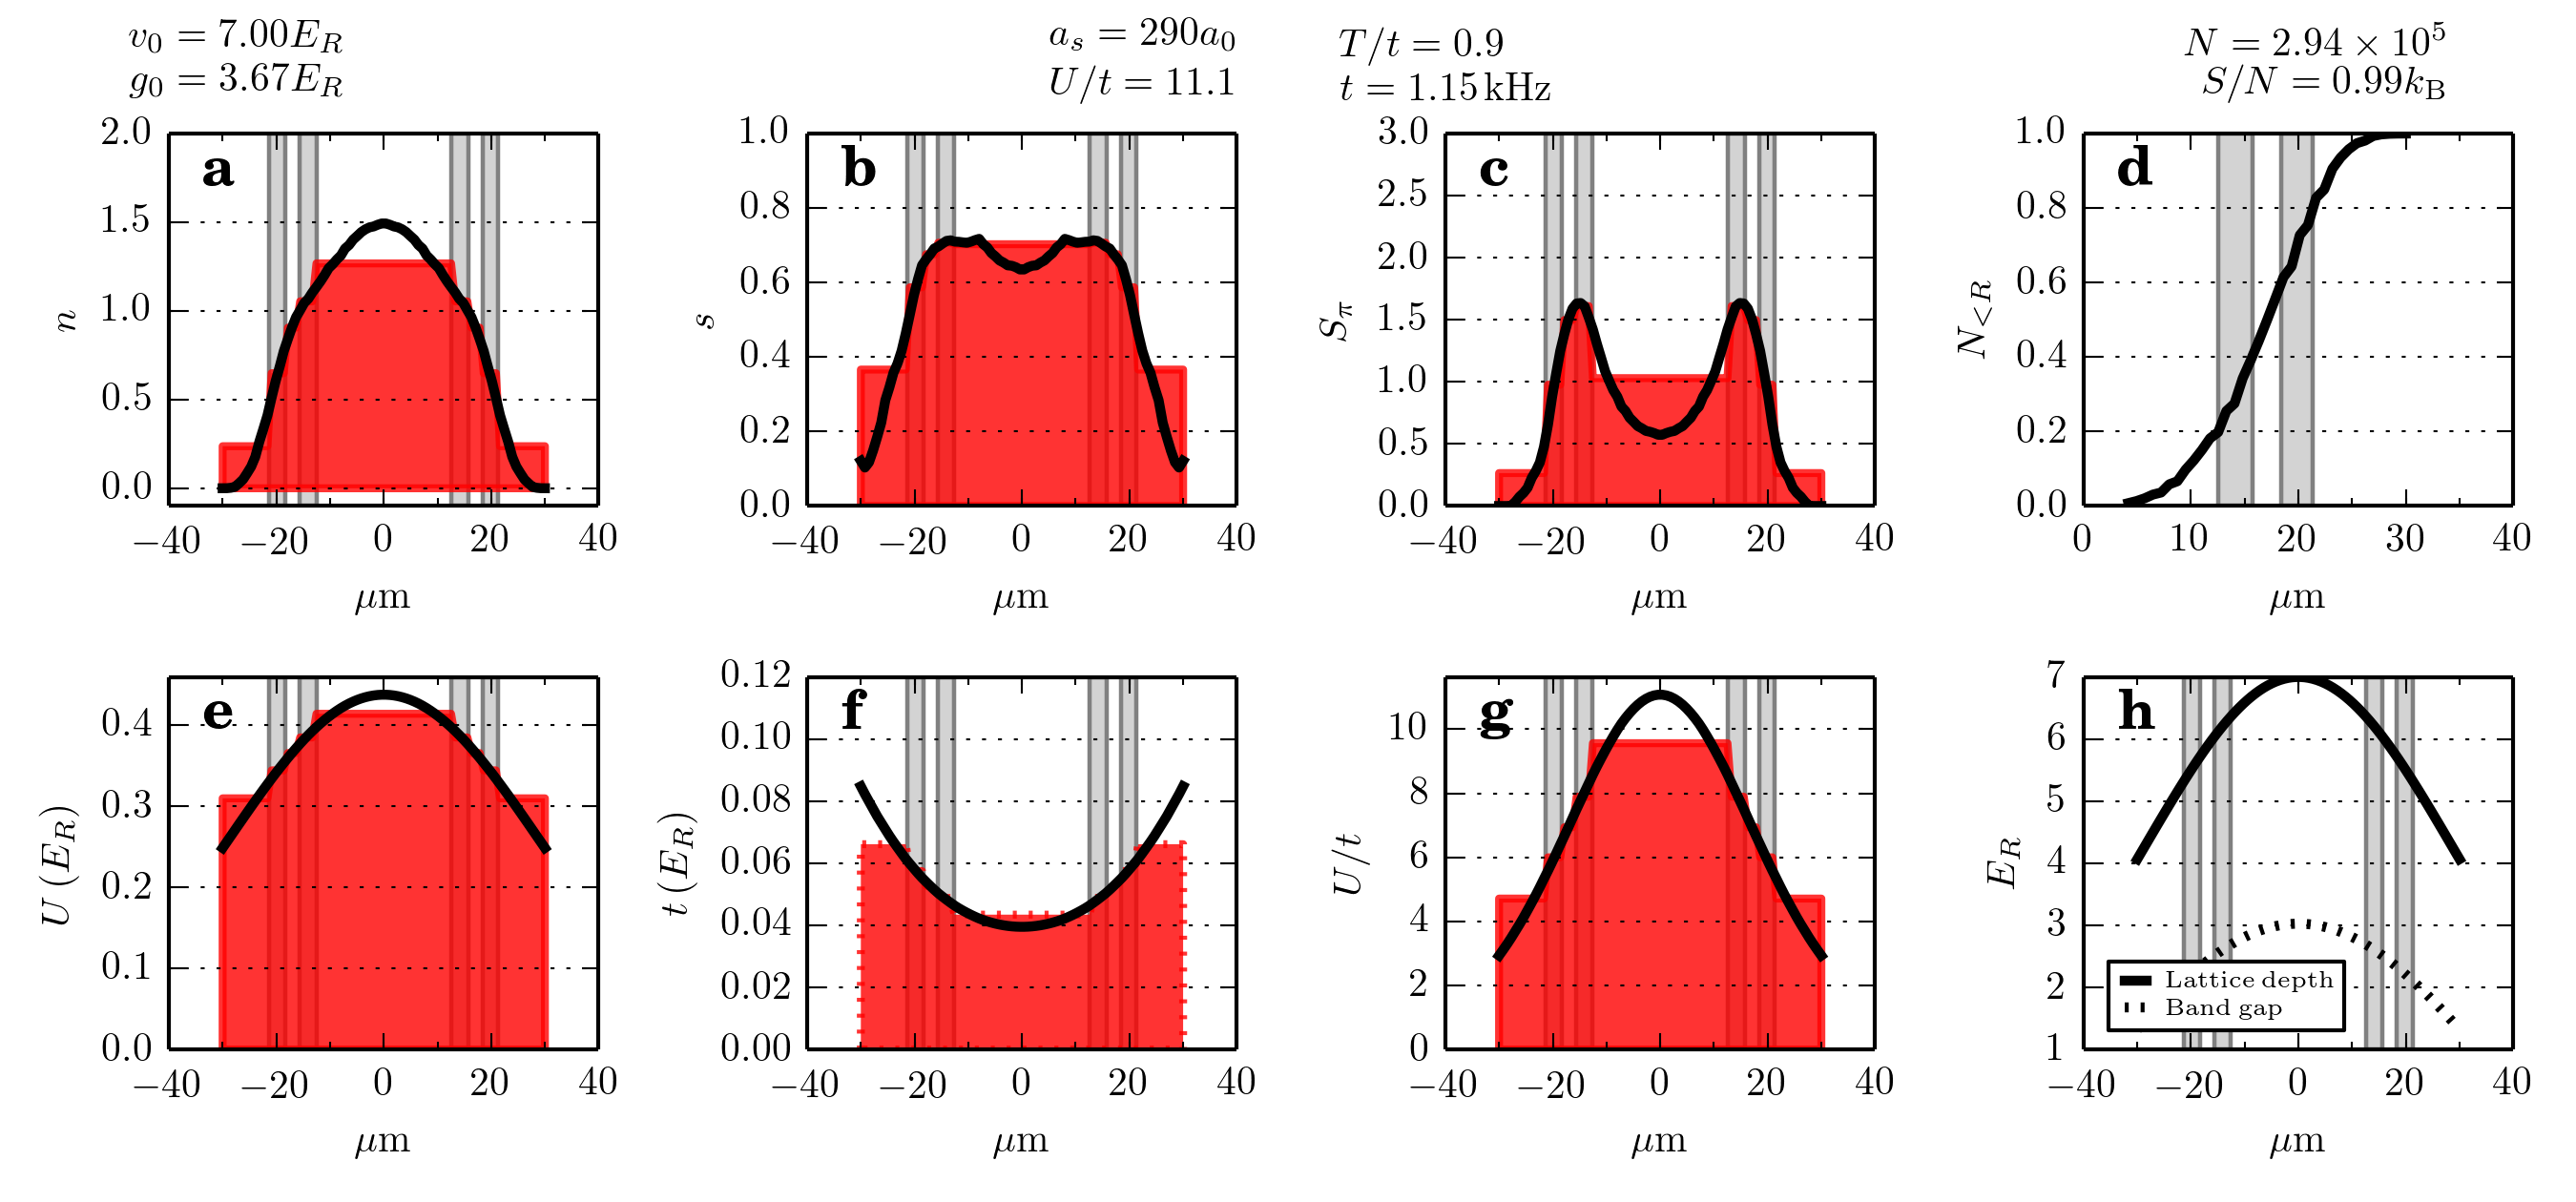 v₀ = 7.00E_R
g₀ = 3.67E_R
a_s = 290a₀
U/t = 11.1
T/t = 0.9
t = 1.15 kHz
N = 2.94 × 10⁵
S/N = 0.99k_B
a
n
2.0
1.5
1.0
0.5
0.0
−40 −20 0 20 40
μm
b
s
1.0
0.8
0.6
0.4
0.2
0.0
−40 −20 0 20 40
μm
c
S_π
3.0
2.5
2.0
1.5
1.0
0.5
0.0
−40 −20 0 20 40
μm
d
N_{<R}
1.0
0.8
0.6
0.4
0.2
0.0
0 10 20 30 40
μm
e
U (E_R)
0.4
0.3
0.2
0.1
0.0
−40 −20 0 20 40
μm
f
t (E_R)
0.12
0.10
0.08
0.06
0.04
0.02
0.00
−40 −20 0 20 40
μm
g
U/t
10
8
6
4
2
0
−40 −20 0 20 40
μm
h
E_R
7
6
5
4
3
2
1
Lattice depth
Band gap
−40 −20 0 20 40
μm